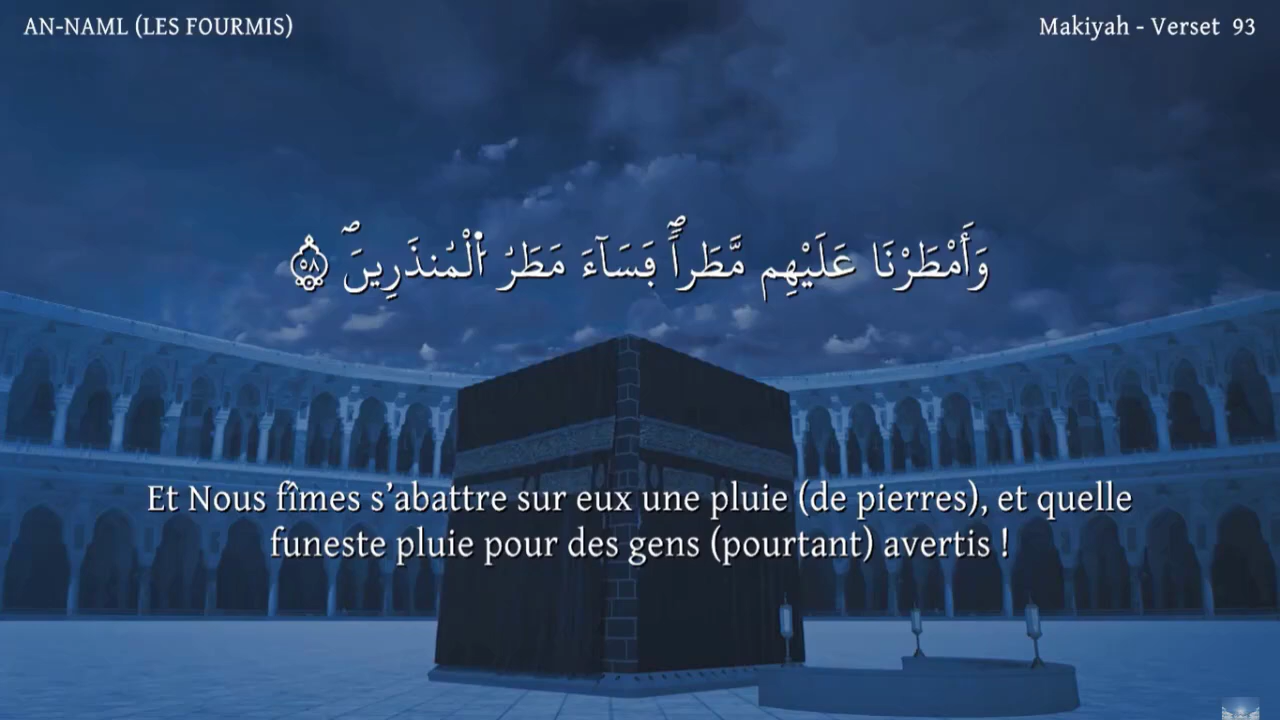 AN-NAML (LES FOURMIS)
Makiyah - Verset 93
وَأَمْطَرْنَا عَلَيْهِم مَّطَراًۖ فَسَآءَ مَطَرُ اُ۬لْمُنذَرِينَۖ ٥٨
Et Nous fîmes s’abattre sur eux une pluie (de pierres), et quelle
funeste pluie pour des gens (pourtant) avertis !